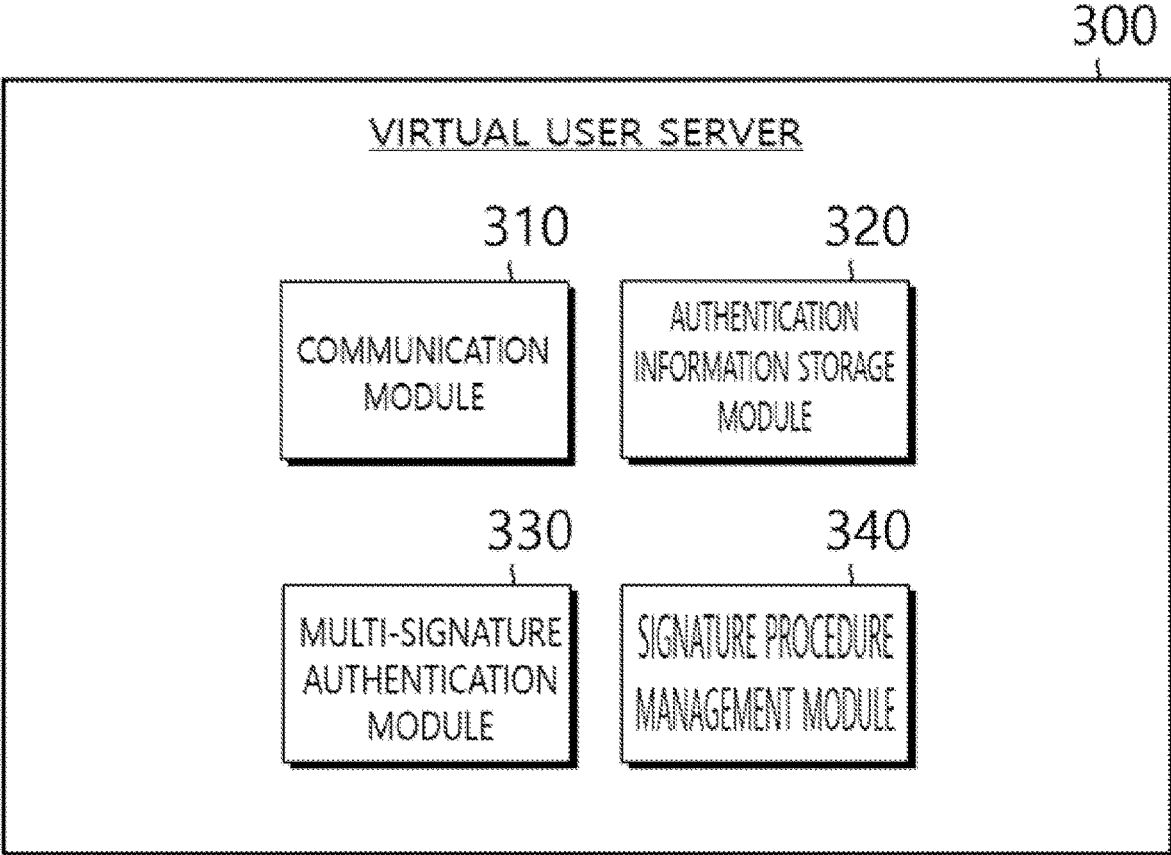 300
VIRTUAL USER SERVER
310
320
COMMUNICATION
MODULE
AUTHENTICATION
INFORMATION STORAGE
MODULE
330
340
MULTI-SIGNATURE
AUTHENTICATION
MODULE
SIGNATURE PROCEDURE
MANAGEMENT MODULE